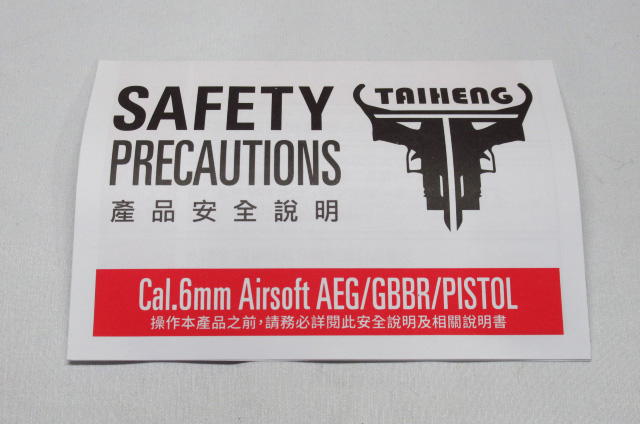 SAFETY
PRECAUTIONS
產品安全說明
TAIHENG
Cal.6mm Airsoft AEG/GBBR/PISTOL
操作本產品之前，請務必詳閱此安全說明及相關說明書